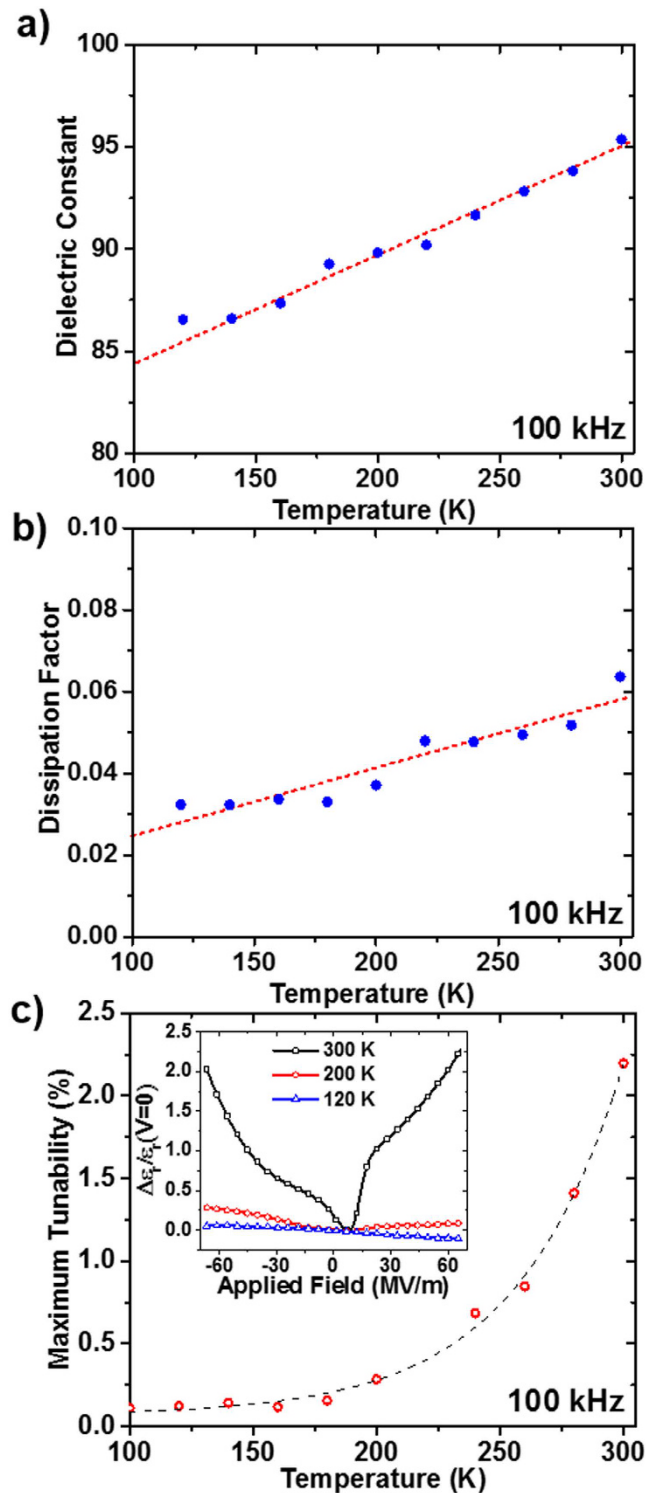 a)
100
95
90
85
80
Dielectric Constant
100 kHz
100 150 200 250 300
Temperature (K)
b)
0.10
0.08
0.06
0.04
0.02
0.00
Dissipation Factor
100 kHz
100 150 200 250 300
Temperature (K)
c)
2.5
2.0
1.5
1.0
0.5
0.0
Maximum Tunability (%)
2.5
2.0
1.5
1.0
0.5
0.0
Δεr/εr(V=0)
300 K
200 K
120 K
-60 -30 0 30 60
Applied Field (MV/m)
100 kHz
100 150 200 250 300
Temperature (K)